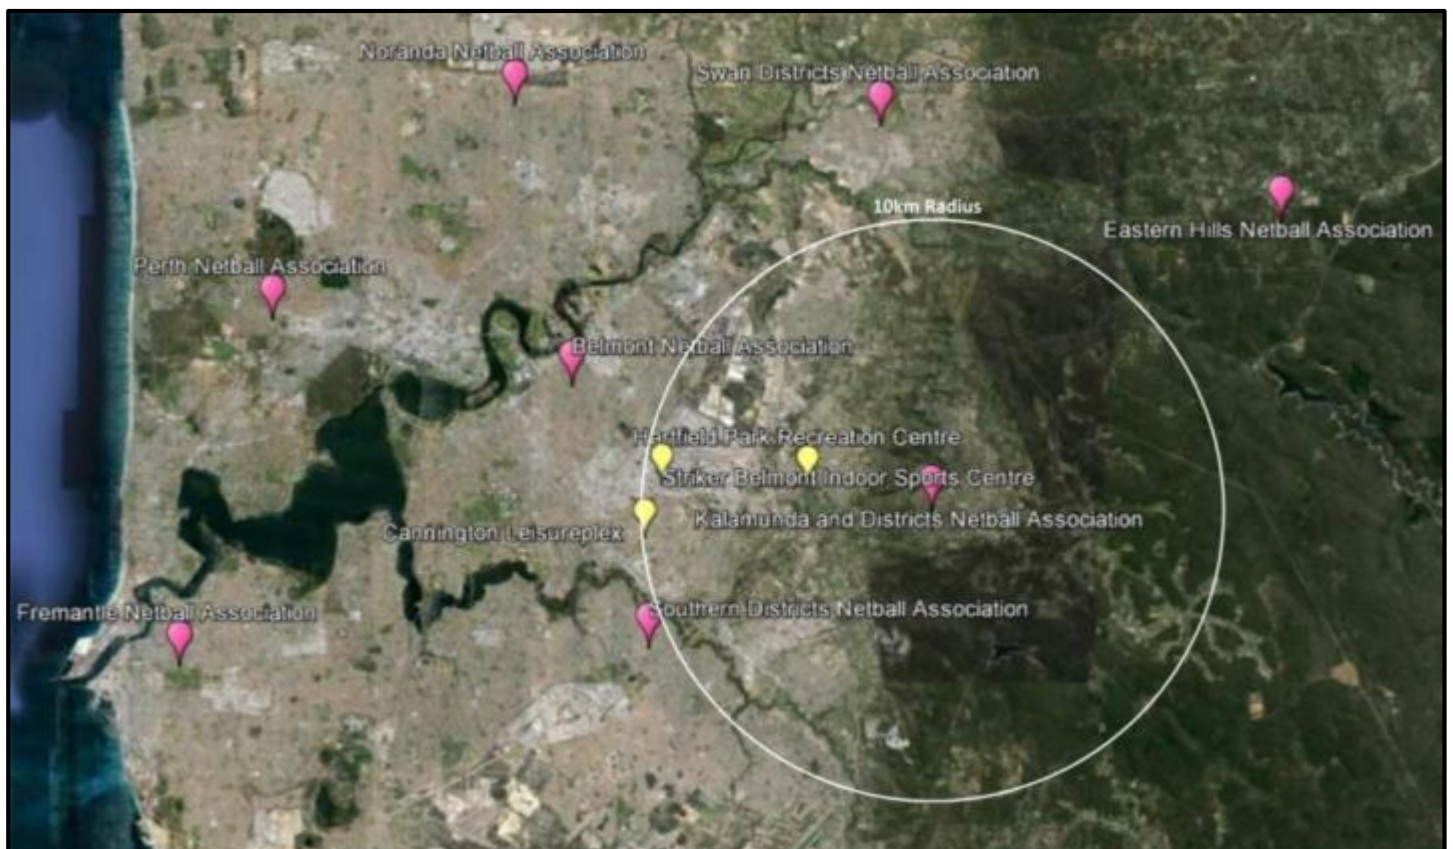 Noranda Netball Association
Swan Districts Netball Association
10km Radius
Eastern Hills Netball Association
Perth Netball Association
Belmont Netball Association
Hartfield Park Recreation Centre
Striker Belmont Indoor Sports Centre
Kalamunda and Districts Netball Association
Cannington Leisureplex
Southern Districts Netball Association
Fremantle Netball Association